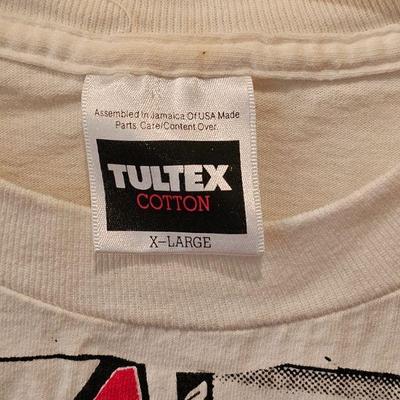 Assembled In Jamaica Of USA Made
Parts. Care/Content Over.
TULTEX
COTTON
X-LARGE